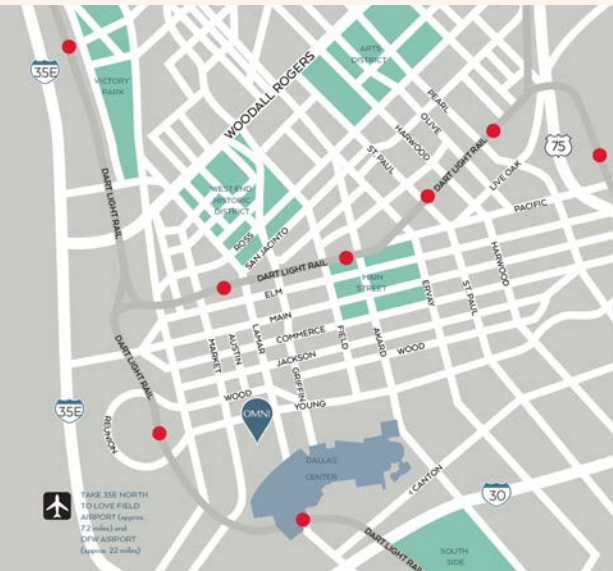 35E
VICTORY
PARK
WOODALL ROGERS
ARTS
DISTRICT
PEARL
OLIVE
HARWOOD
ST. PAUL
75
DART LIGHT RAIL
DART LIGHT RAIL
LIVE OAK
PACIFIC
WEST END
HISTORIC
DISTRICT
ROSS
SAN JACINTO
DART LIGHT RAIL
ELM
MAIN
STREET
MAIN
COMMERCE
JACKSON
WOOD
MARKET
AUSTIN
LAMAR
GRIFFIN
FIELD
AKARD
ERVAY
ST. PAUL
HARWOOD
DART LIGHT RAIL
WOOD
YOUNG
OMNI
35E
REUNION
DALLAS
CENTER
CANTON
30
TAKE 35E NORTH
TO LOVE FIELD
AIRPORT (approx.
7.2 miles) and
DFW AIRPORT
(approx. 22 miles)
DART LIGHT RAIL
SOUTH
SIDE